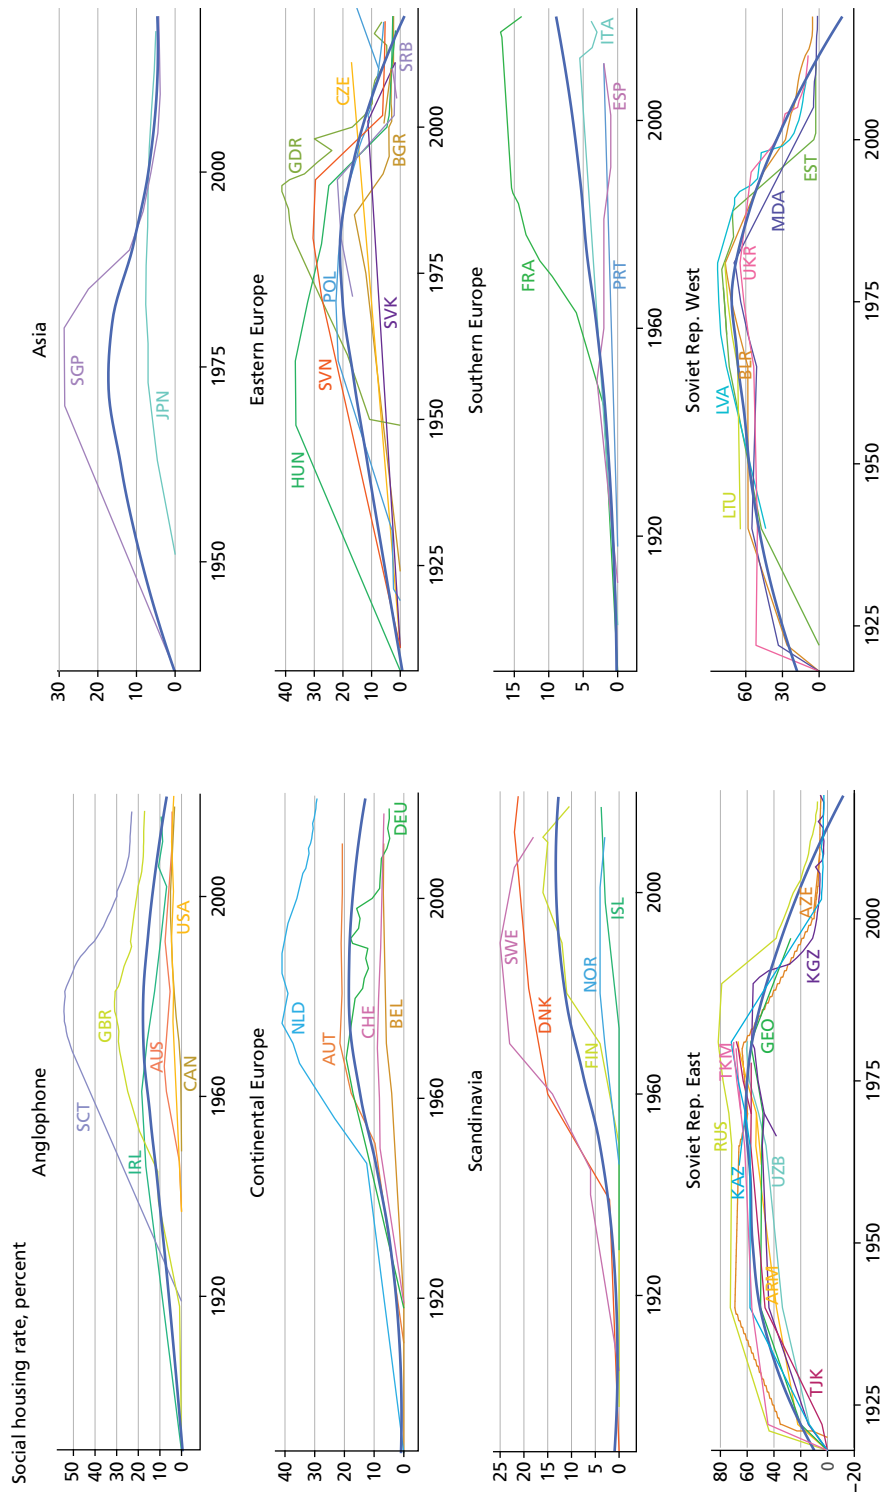 Social housing rate, percent
Anglophone
50
40
30
20
10
0
SCT
GBR
IRL
AUS
CAN
USA
1920
1960
2000
Asia
30
20
10
0
SGP
JPN
1950
1975
2000
Continental Europe
40
30
20
10
0
NLD
AUT
CHE
BEL
DEU
1920
1960
2000
Eastern Europe
40
30
20
10
0
HUN
SVN
POL
SVK
GDR
CZE
BGR
SRB
1925
1950
1975
2000
Scandinavia
25
20
15
10
5
0
SWE
DNK
FIN
NOR
ISL
1920
1960
2000
Southern Europe
15
10
5
0
FRA
PRT
ITA
ESP
1920
1960
2000
Soviet Rep. East
80
60
40
20
0
–20
RUS
TKM
KAZ
UZB
GEO
ARM
TJK
KGZ
AZE
1925
1950
1975
2000
Soviet Rep. West
60
30
0
LTU
LVA
BLR
UKR
MDA
EST
1925
1950
1975
2000